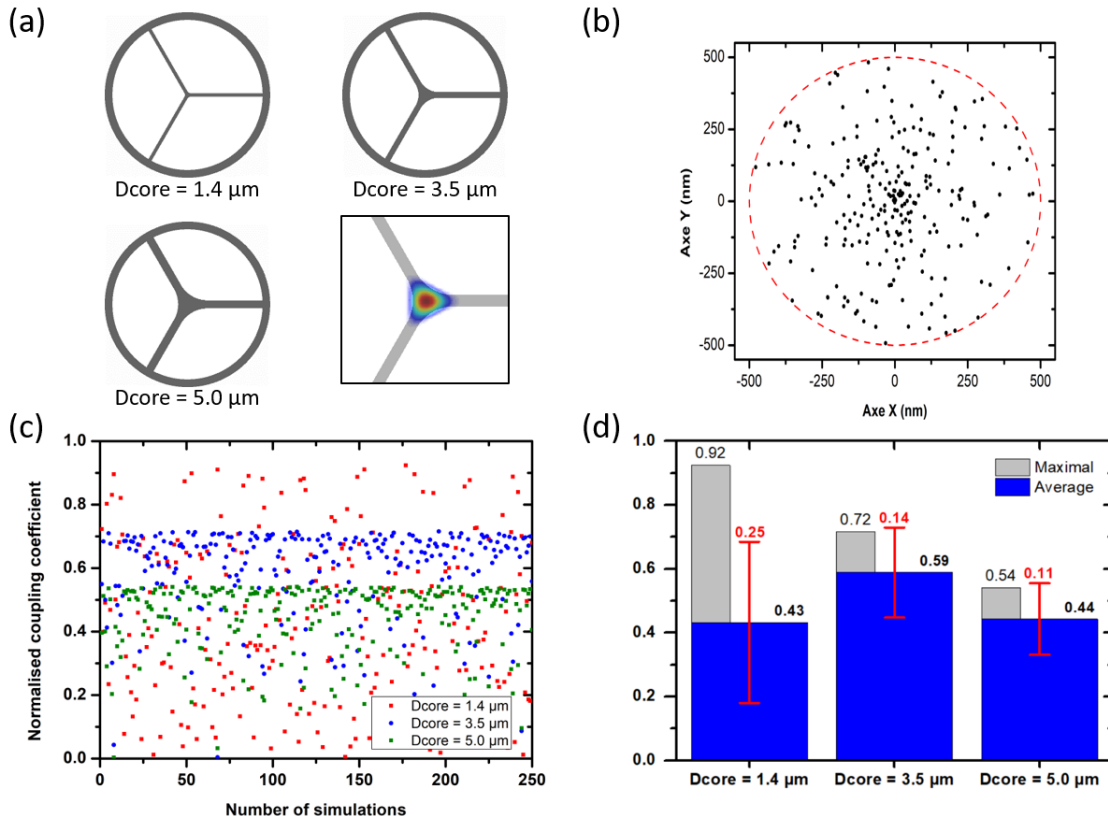 (a)
Dcore = 1.4 μm
Dcore = 3.5 μm
Dcore = 5.0 μm
(b)
500
250
0
-250
-500
Axe Y (nm)
-500
-250
0
250
500
Axe X (nm)
(c)
1.0
0.8
0.6
0.4
0.2
0.0
Normalised coupling coefficient
Dcore = 1.4 μm
Dcore = 3.5 μm
Dcore = 5.0 μm
0
50
100
150
200
250
Number of simulations
(d)
1.0
0.8
0.6
0.4
0.2
0.0
Maximal
Average
0.92
0.25
0.43
0.72
0.14
0.59
0.54
0.11
0.44
Dcore = 1.4 μm
Dcore = 3.5 μm
Dcore = 5.0 μm